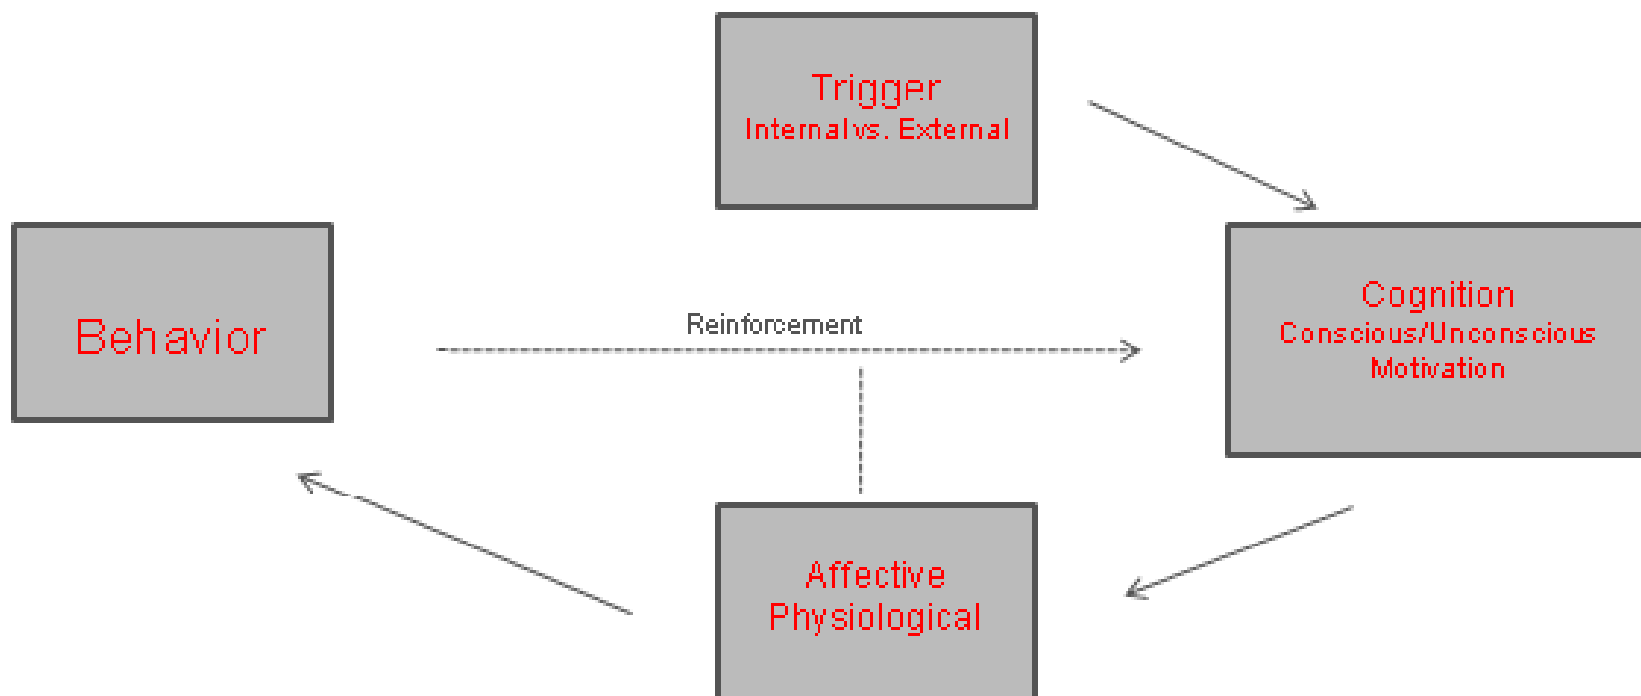 Trigger
Internal vs. External
Behavior
Reinforcement
Cognition
Conscious/Unconscious
Motivation
Affective
Physiological